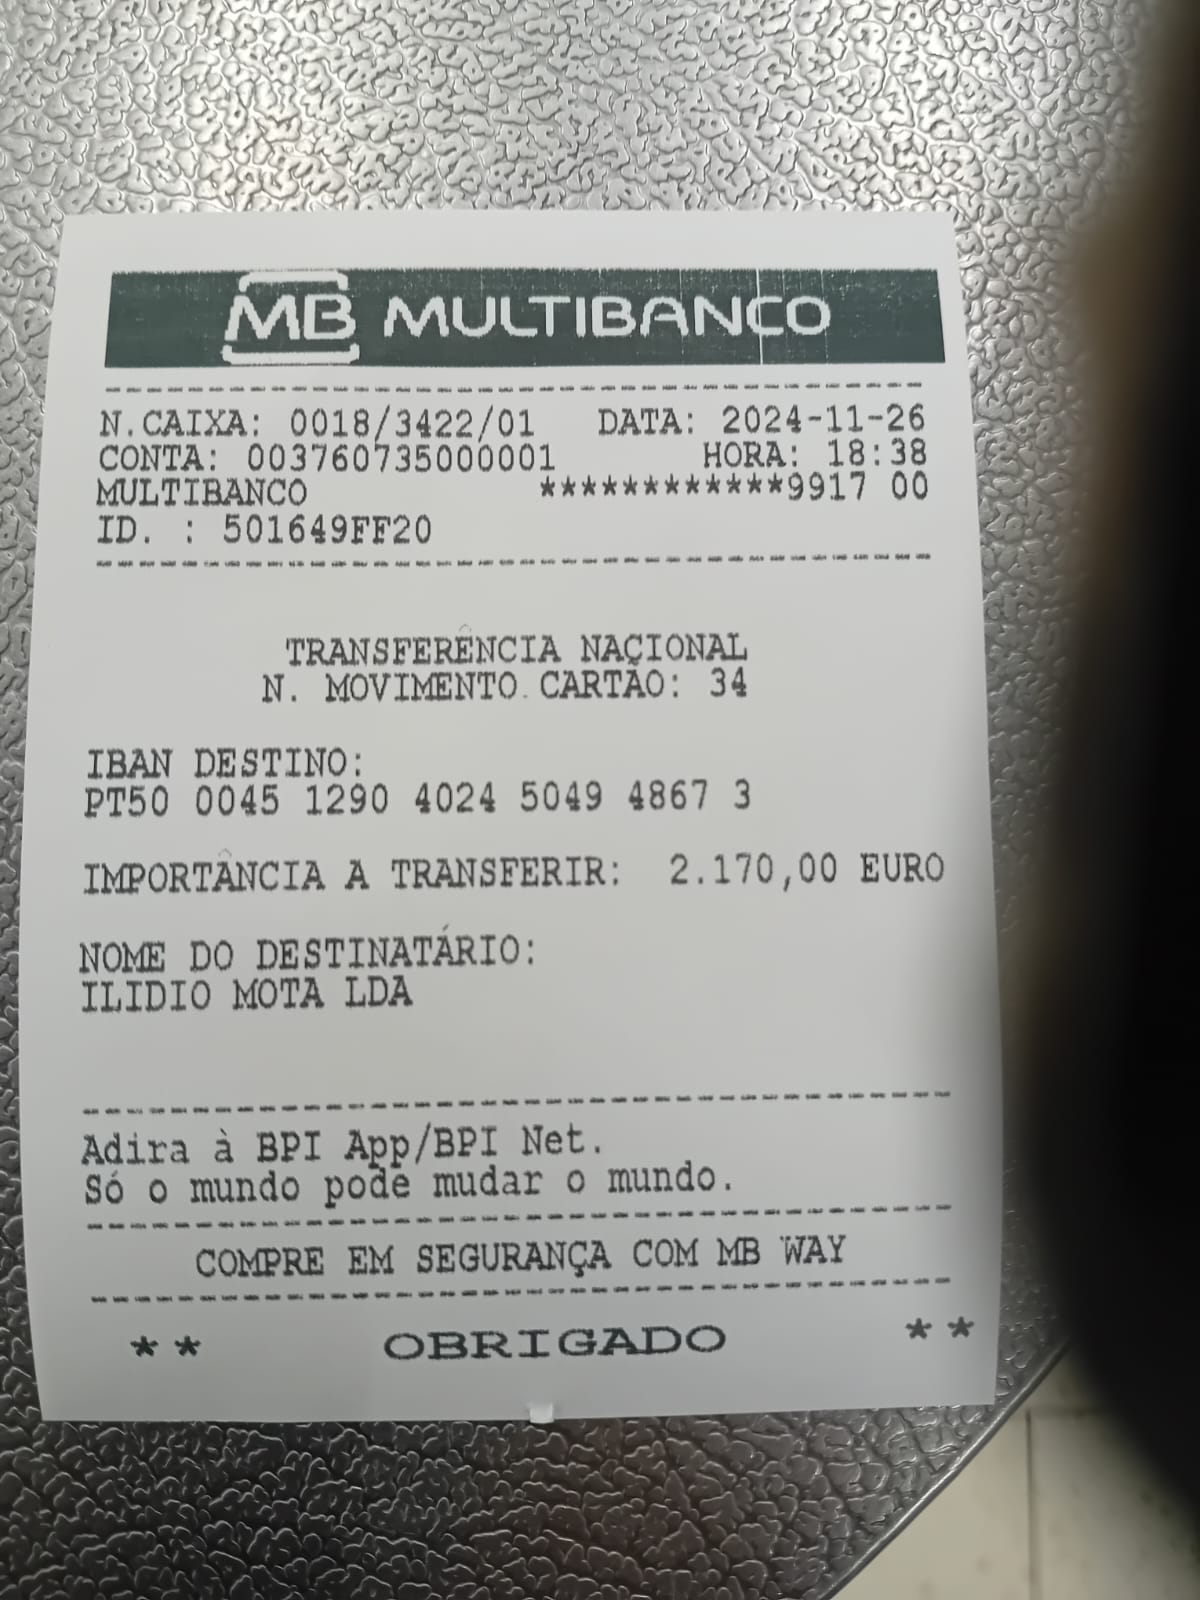 MB MULTIBANCO
N.CAIXA: 0018/3422/01 DATA: 2024-11-26
CONTA: 003760735000001 HORA: 18:38
MULTIBANCO ************9917 00
ID. : 501649FF20
TRANSFERÊNCIA NACIONAL
N. MOVIMENTO CARTÃO: 34
IBAN DESTINO:
PT50 0045 1290 4024 5049 4867 3
IMPORTÂNCIA A TRANSFERIR: 2.170,00 EURO
NOME DO DESTINATÁRIO:
ILIDIO MOTA LDA
Adira à BPI App/BPI Net.
Só o mundo pode mudar o mundo.
COMPRE EM SEGURANÇA COM MB WAY
** OBRIGADO **